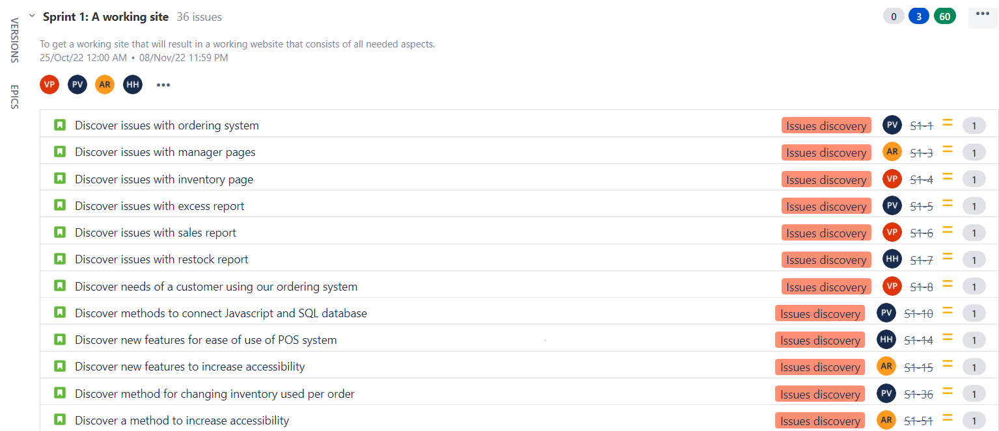 VERSIONS
EPICS
Sprint 1: A working site 36 issues 0 3 60
To get a working site that will result in a working website that consists of all needed aspects.
25/Oct/22 12:00 AM • 08/Nov/22 11:59 PM
VP PV AR HH
Discover issues with ordering system Issues discovery PV S1-1 1
Discover issues with manager pages Issues discovery AR S1-3 1
Discover issues with inventory page Issues discovery VP S1-4 1
Discover issues with excess report Issues discovery PV S1-5 1
Discover issues with sales report Issues discovery VP S1-6 1
Discover issues with restock report Issues discovery HH S1-7 1
Discover needs of a customer using our ordering system Issues discovery VP S1-8 1
Discover methods to connect Javascript and SQL database Issues discovery PV S1-10 1
Discover new features for ease of use of POS system Issues discovery HH S1-14 1
Discover new features to increase accessibility Issues discovery AR S1-15 1
Discover method for changing inventory used per order Issues discovery PV S1-36 1
Discover a method to increase accessibility Issues discovery AR S1-51 1